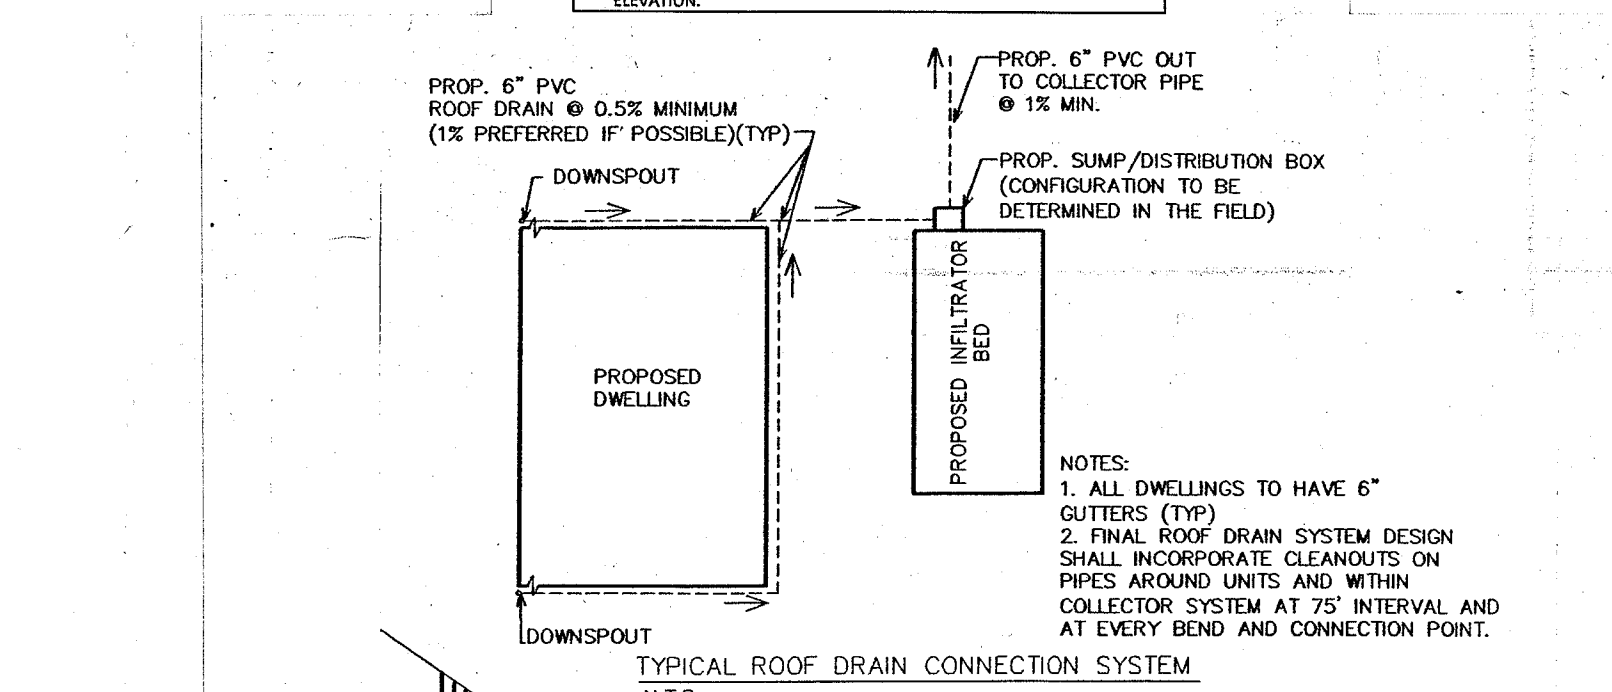 ELEVATION.
PROP. 6" PVC
ROOF DRAIN @ 0.5% MINIMUM
(1% PREFERRED IF' POSSIBLE)(TYP)
DOWNSPOUT
PROP. 6" PVC OUT
TO COLLECTOR PIPE
@ 1% MIN.
PROP. SUMP/DISTRIBUTION BOX
(CONFIGURATION TO BE
DETERMINED IN THE FIELD)
PROPOSED
DWELLING
PROPOSED INFILTRATOR
BED
DOWNSPOUT
NOTES:
1. ALL DWELLINGS TO HAVE 6"
GUTTERS (TYP)
2. FINAL ROOF DRAIN SYSTEM DESIGN
SHALL INCORPORATE CLEANOUTS ON
PIPES AROUND UNITS AND WITHIN
COLLECTOR SYSTEM AT 75' INTERVAL AND
AT EVERY BEND AND CONNECTION POINT.
TYPICAL ROOF DRAIN CONNECTION SYSTEM